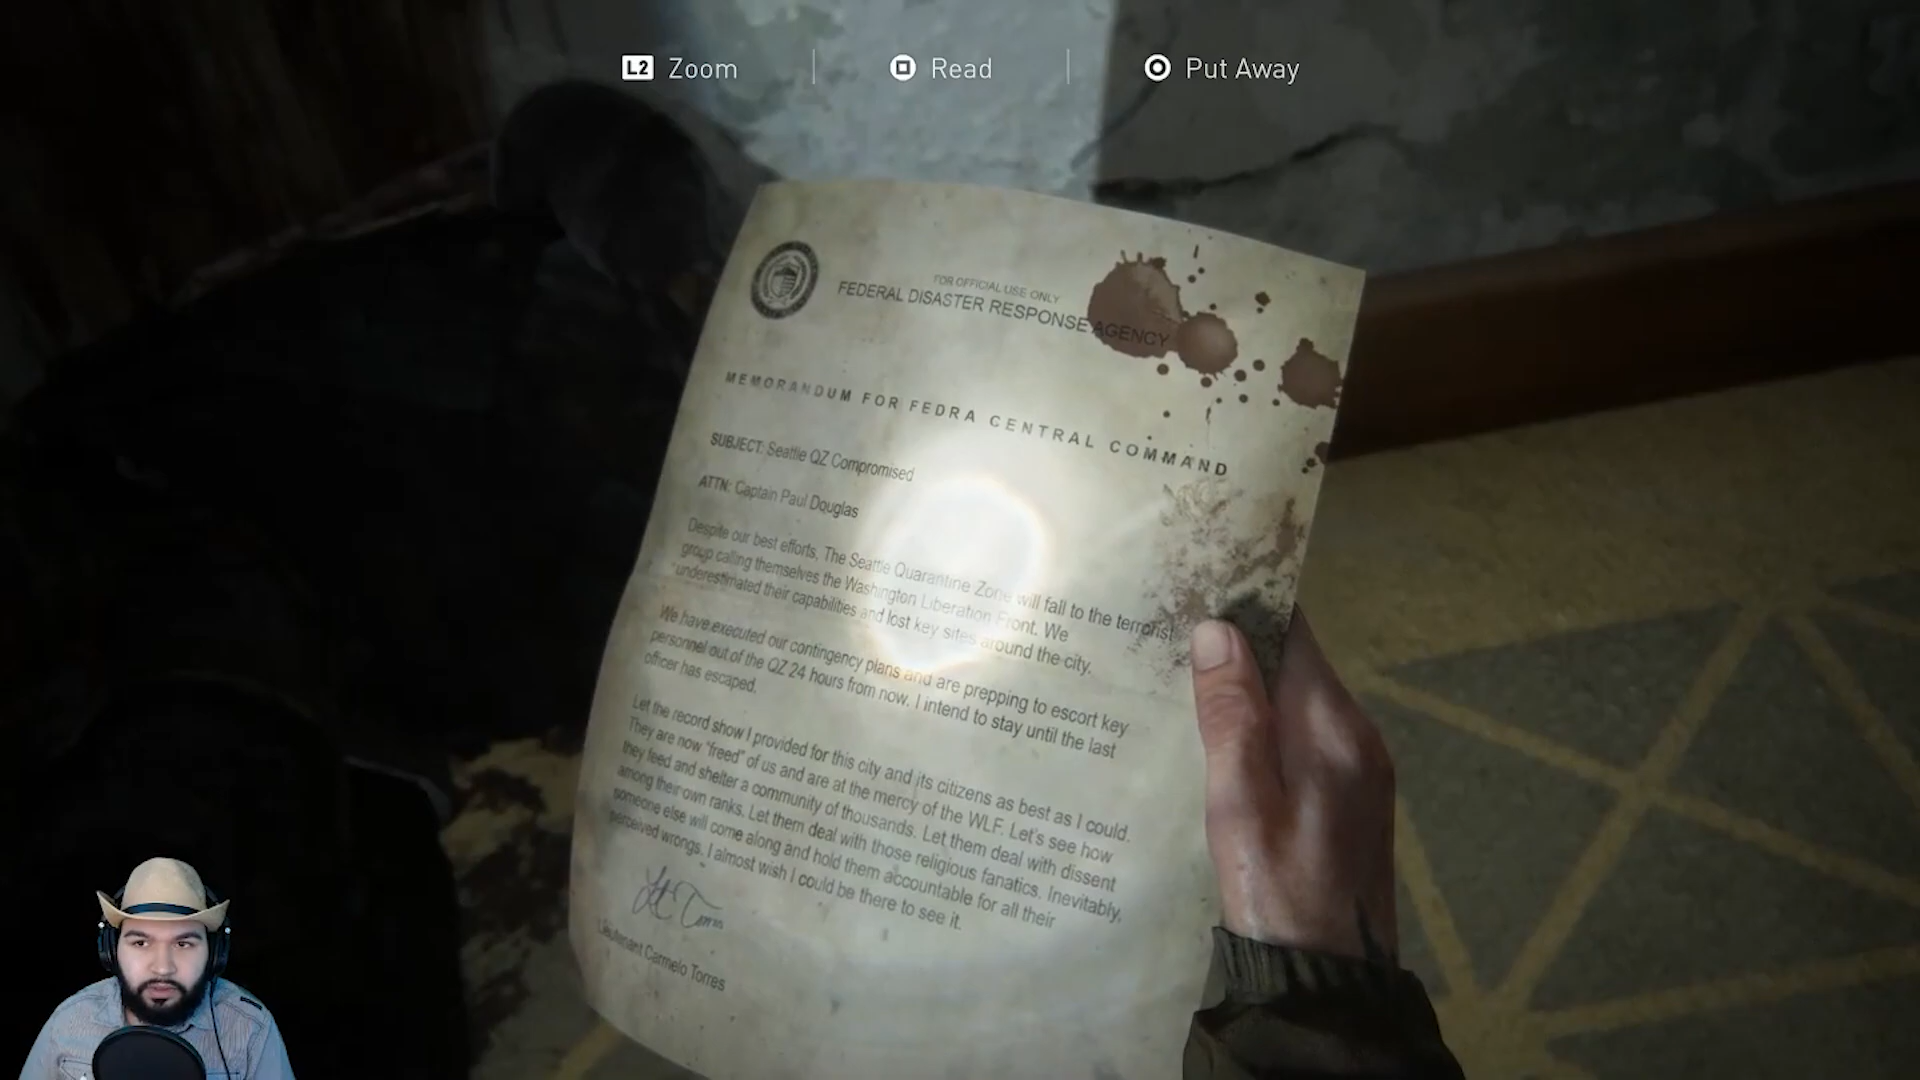 L2 Zoom
Read
Put Away
FOR OFFICIAL USE ONLY
FEDERAL DISASTER RESPONSE AGENCY
MEMORANDUM FOR FEDRA CENTRAL COMMAND
SUBJECT: Seattle QZ Compromised
ATTN: Captain Paul Douglas
Despite our best efforts, The Seattle Quarantine Zone will fall to the terrorist
group calling themselves the Washington Liberation Front. We
underestimated their capabilities and lost key sites around the city.
We have executed our contingency plans and are prepping to escort key
personnel out of the QZ 24 hours from now. I intend to stay until the last
officer has escaped.
Let the record show I provided for this city and its citizens as best as I could.
They are now "freed" of us and are at the mercy of the WLF. Let's see how
they feed and shelter a community of thousands. Let them deal with dissent
among their own ranks. Let them deal with those religious fanatics. Inevitably,
someone else will come along and hold them accountable for all their
perceived wrongs. I almost wish I could be there to see it.
Lieutenant Carmelo Torres